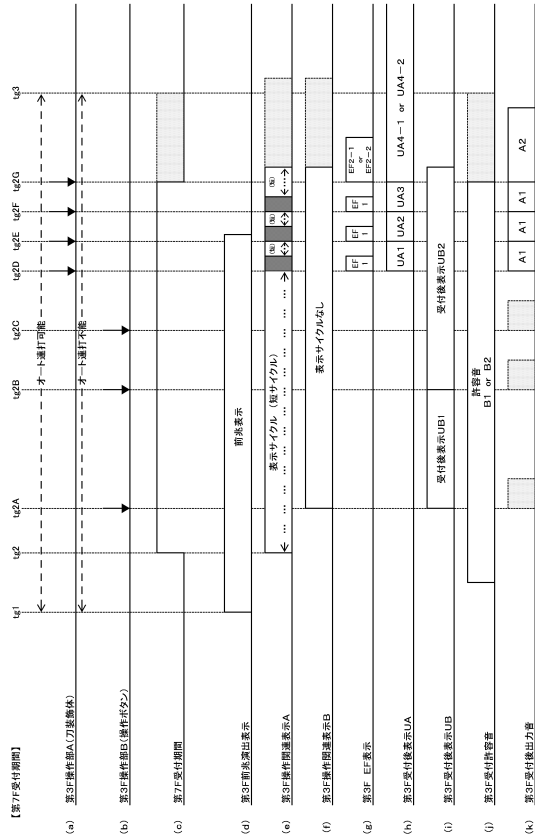 【第7F受付期間】
tg1
tg2
tg2A
tg2B
tg2C
tg2D
tg2E
tg2F
tg2G
tg3
オート連打可能
(a) 第3F操作部A(刀装飾体)
オート連打不能
(b) 第3F操作部B(操作ボタン)
(c) 第7F受付期間
(d) 第3F前兆演出表示
前兆表示
(e) 第3F操作関連表示A
表示サイクル(短サイクル)
(短)
(短)
(短)
(f) 第3F操作関連表示B
表示サイクルなし
(g) 第3F EF表示
EF1
EF1
EF1
EF2-1 or EF2-2
(h) 第3F受付後表示UA
UA1
UA2
UA3
UA4-1 or UA4-2
(i) 第3F受付後表示UB
受付後表示UB1
受付後表示UB2
(j) 第3F受付許容音
許容音
B1 or B2
(k) 第3F受付後出力音
A1
A1
A1
A2